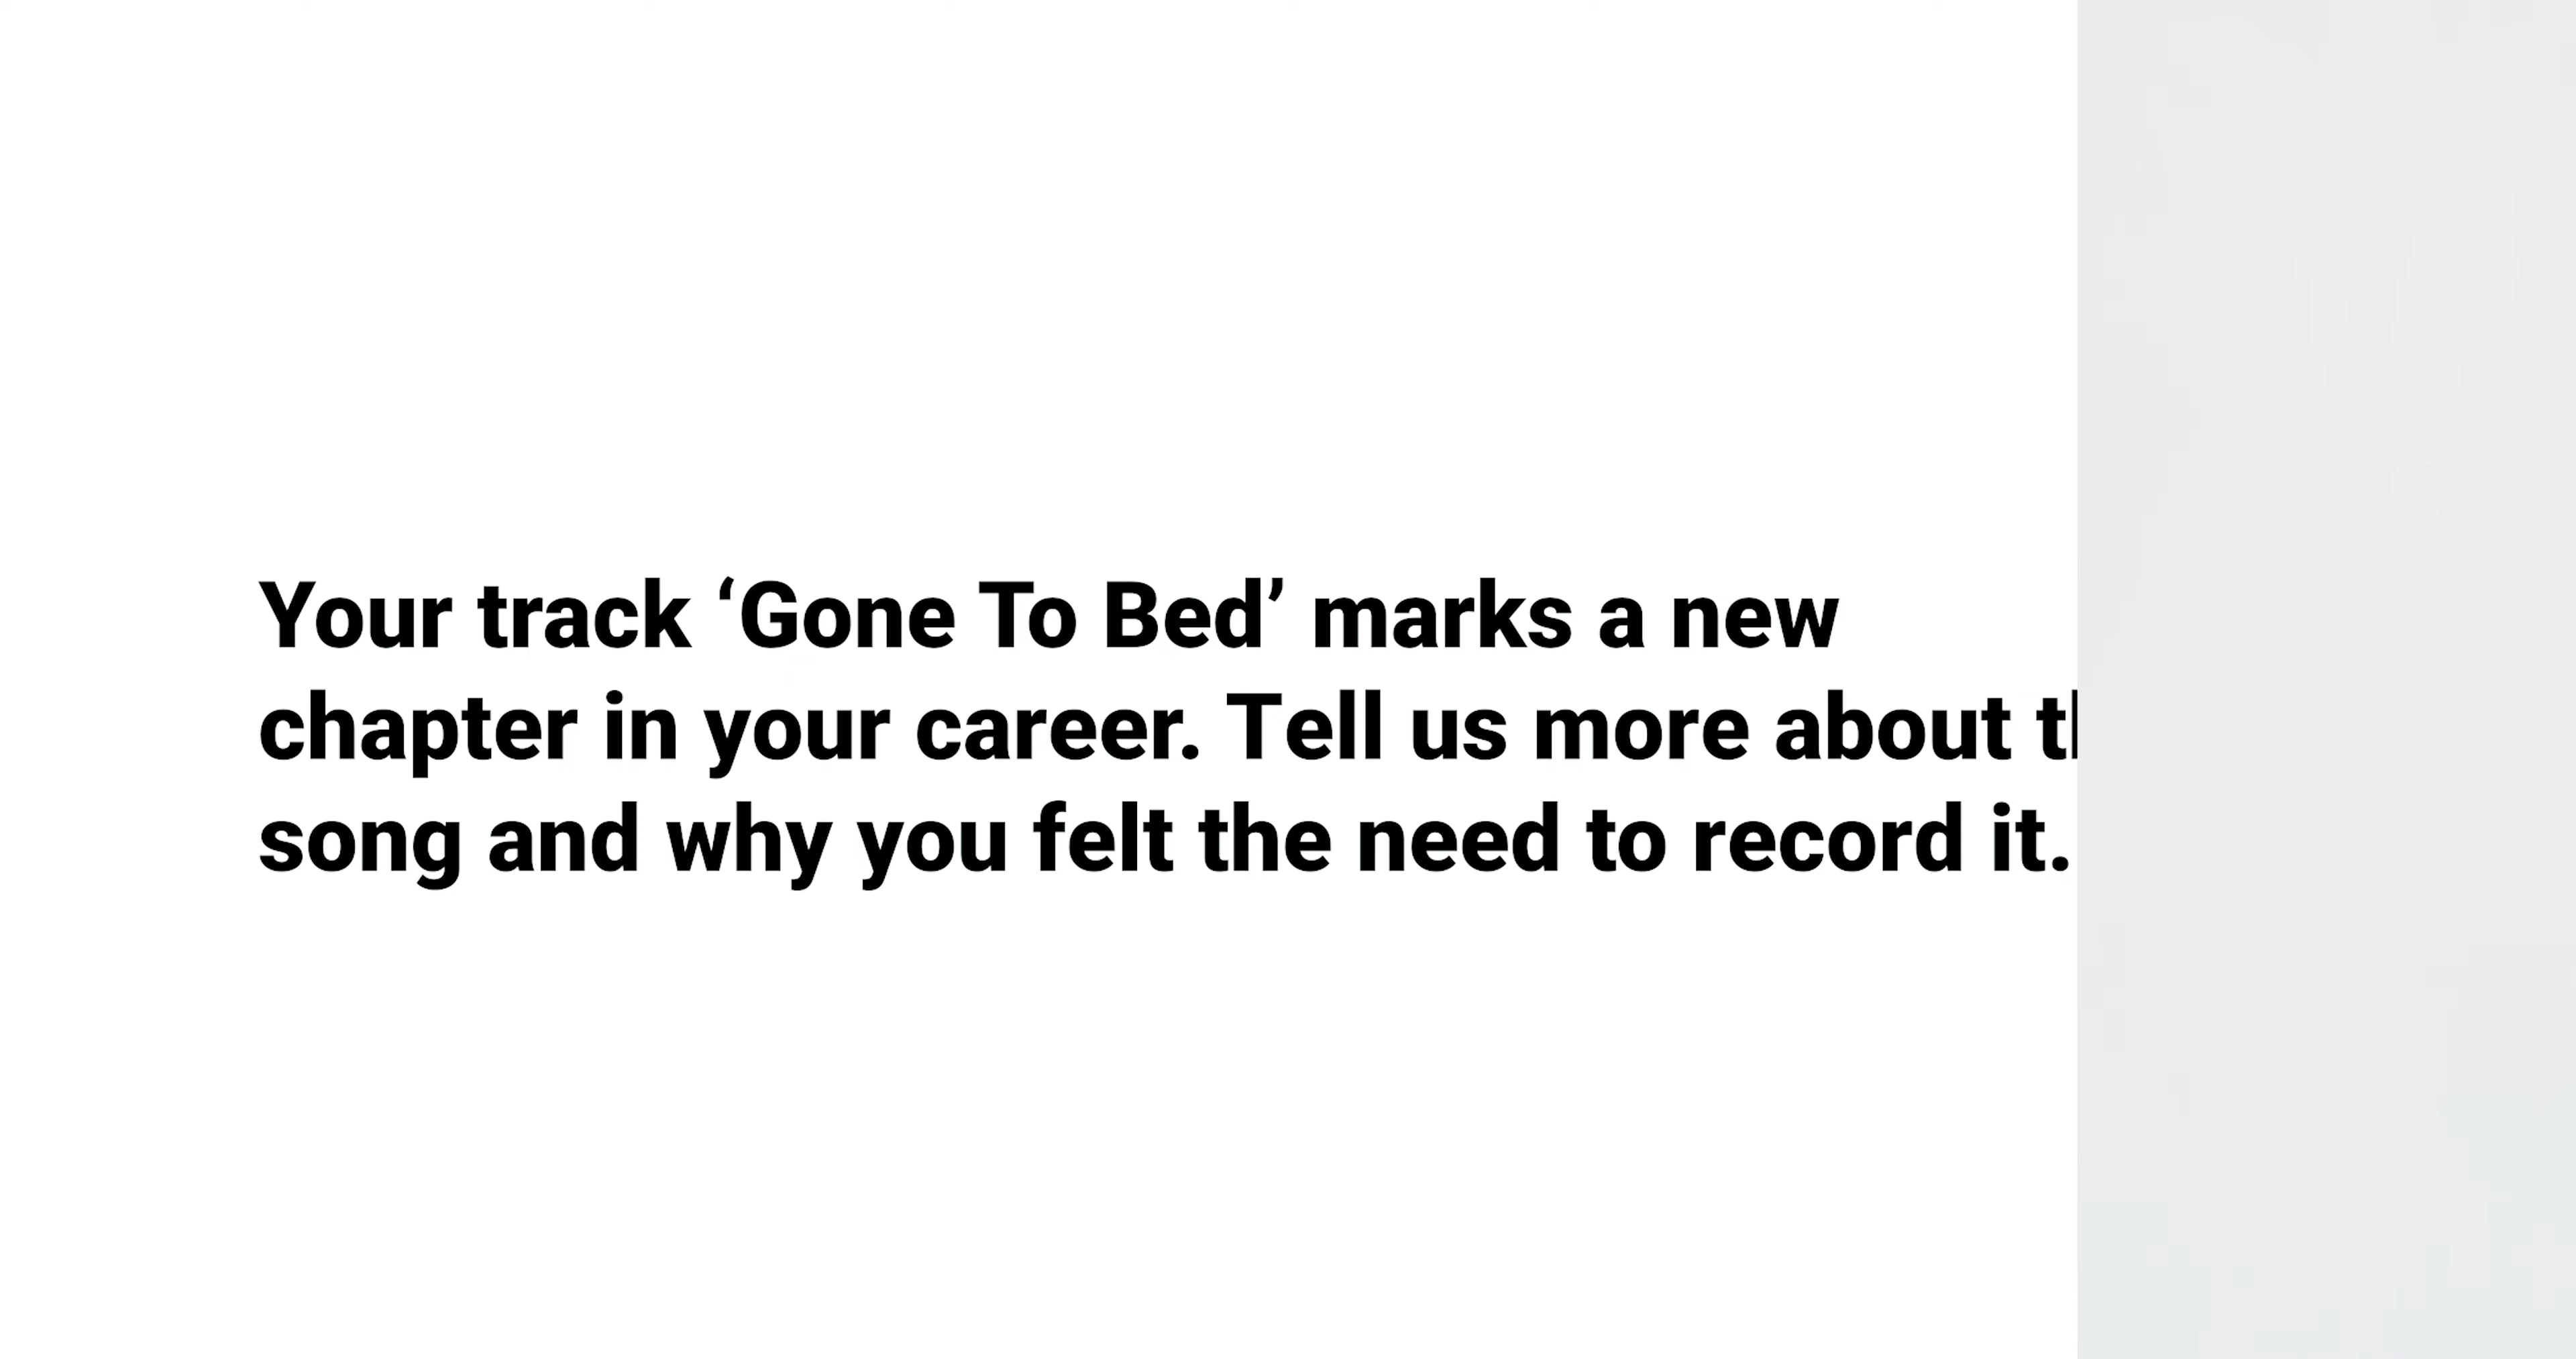 Your track ‘Gone To Bed’ marks a new
chapter in your career. Tell us more about
song and why you felt the need to record it.